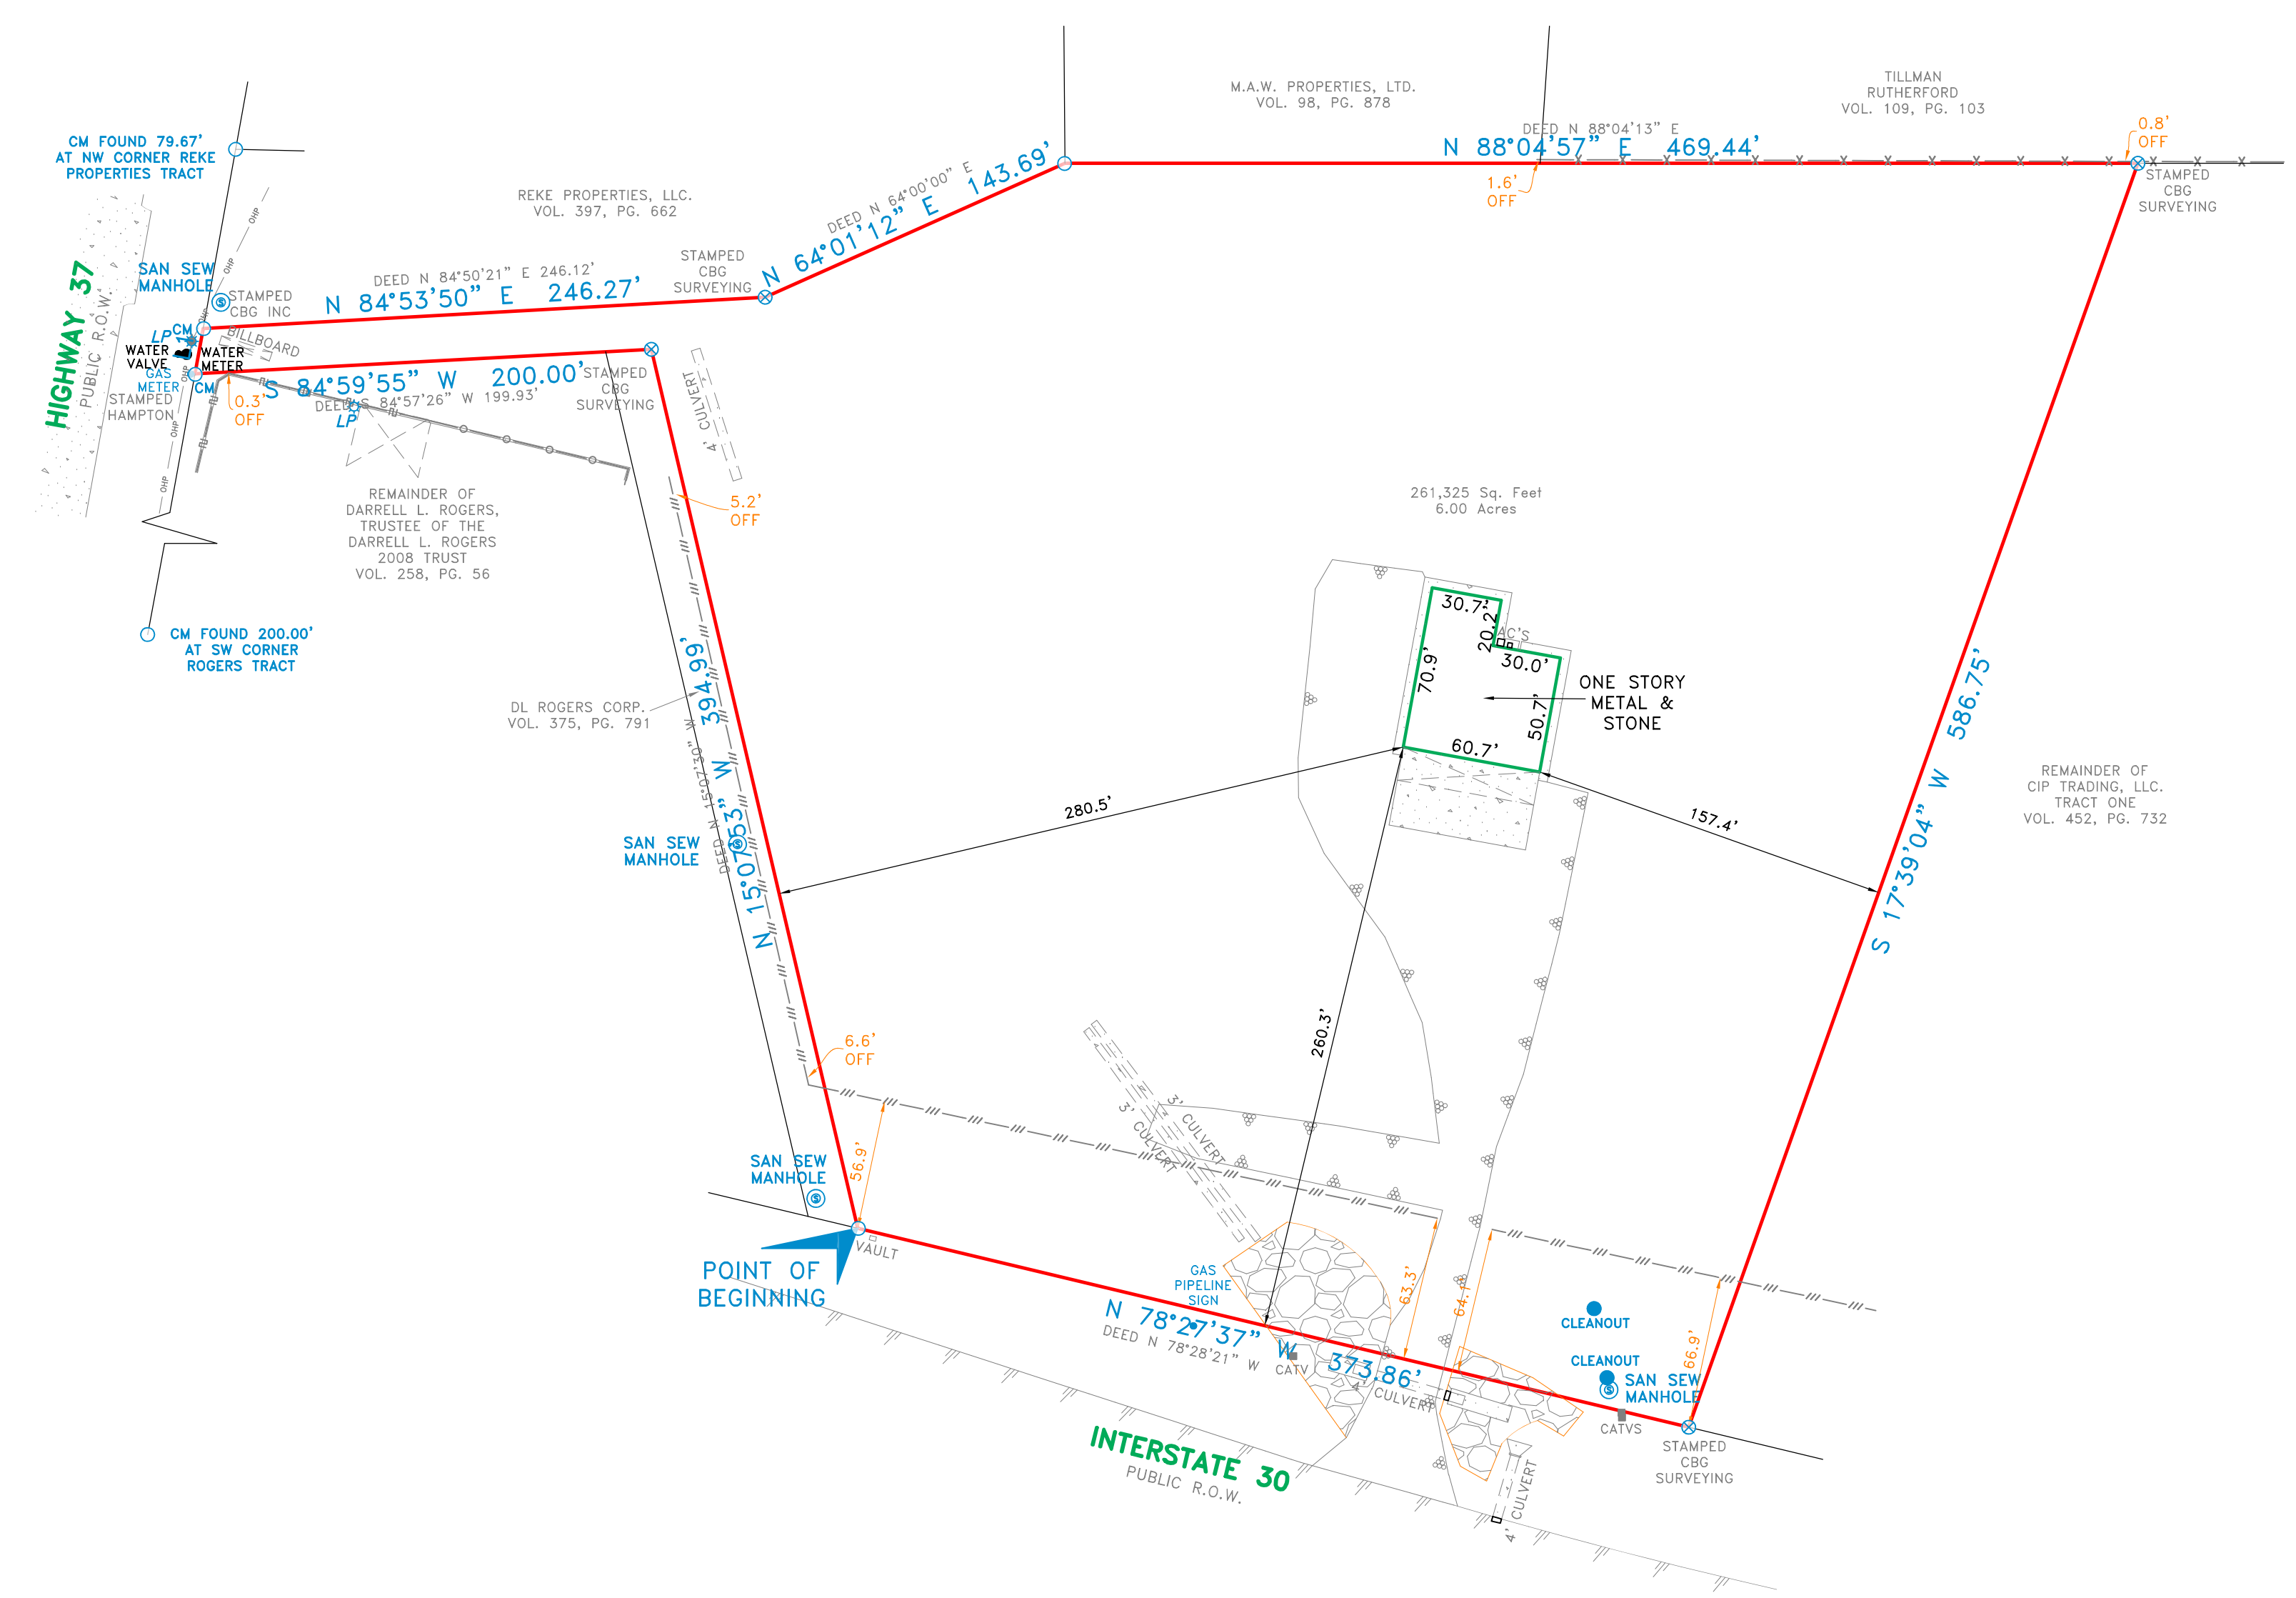 M.A.W. PROPERTIES, LTD.
VOL. 98, PG. 878
TILLMAN
RUTHERFORD
VOL. 109, PG. 103
DEED N 88°04'13" E
N 88°04'57" E 469.44'
0.8'
OFF
1.6'
OFF
STAMPED
CBG
SURVEYING
CM FOUND 79.67'
AT NW CORNER REKE
PROPERTIES TRACT
REKE PROPERTIES, LLC.
VOL. 397, PG. 662
DEED N 64°00'00" E
N 64°01'12" E 143.69'
OHP
OHP
OHP
OHP
OHP
OHP
HIGHWAY 37
PUBLIC R.O.W.
SAN SEW
MANHOLE
S
STAMPED
CBG INC
DEED N 84°50'21" E 246.12'
N 84°53'50" E 246.27'
STAMPED
CBG
SURVEYING
LP
CM
BILLBOARD
WATER
VALVE
WATER
METER
GAS
METER
CM
STAMPED
HAMPTON
0.3'
OFF
S 84°59'55" W 200.00'
DEED S 84°57'26" W 199.93'
LP
STAMPED
CBG
SURVEYING
4' CULVERT
5.2'
OFF
REMAINDER OF
DARRELL L. ROGERS,
TRUSTEE OF THE
DARRELL L. ROGERS
2008 TRUST
VOL. 258, PG. 56
261,325 Sq. Feet
6.00 Acres
CM FOUND 200.00'
AT SW CORNER
ROGERS TRACT
30.7'
20.2'
AC'S
30.0'
70.9'
50.7'
60.7'
ONE STORY
METAL &
STONE
DL ROGERS CORP.
VOL. 375, PG. 791
N 15°07'53" W 394.99'
DEED N 15°07'30" W
S 17°39'04" W 586.75'
REMAINDER OF
CIP TRADING, LLC.
TRACT ONE
VOL. 452, PG. 732
280.5'
157.4'
260.3'
SAN SEW
MANHOLE
S
6.6'
OFF
56.9'
3' CULVERT
3' CULVERT
SAN SEW
MANHOLE
S
VAULT
POINT OF
BEGINNING
GAS
PIPELINE
SIGN
63.3'
64.1'
66.9'
N 78°27'37" W 373.86'
DEED N 78°28'21" W
CATV
4' CULVERT
CLEANOUT
CLEANOUT
S
SAN SEW
MANHOLE
CATVS
STAMPED
CBG
SURVEYING
INTERSTATE 30
PUBLIC R.O.W.
4' CULVERT